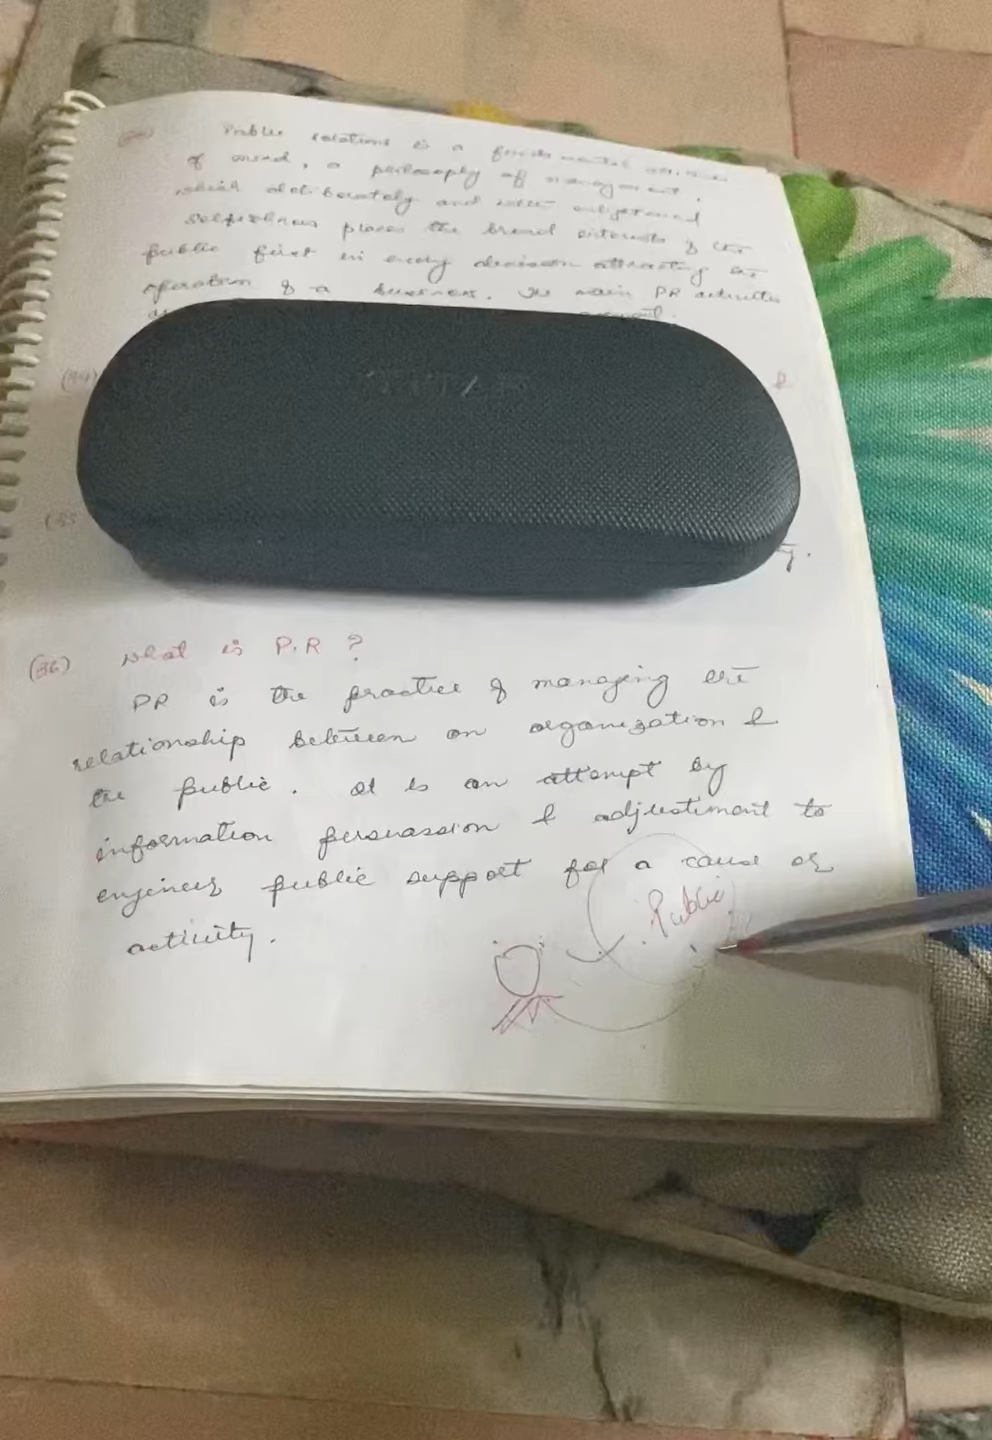 Public relations is a fundamental attitude
of mind, a philosophy of management,
which deliberately and with enlightened
selfishness places the broad interests of the
public first in every decision affecting the
operation of a business. The main PR activities
(34) &
(35
(36) What is P.R ?
PR is the practice of managing the
relationship between an organization &
the public. It is an attempt by
information persuassion & adjustment to
engineer public support for a cause or
activity.
Public